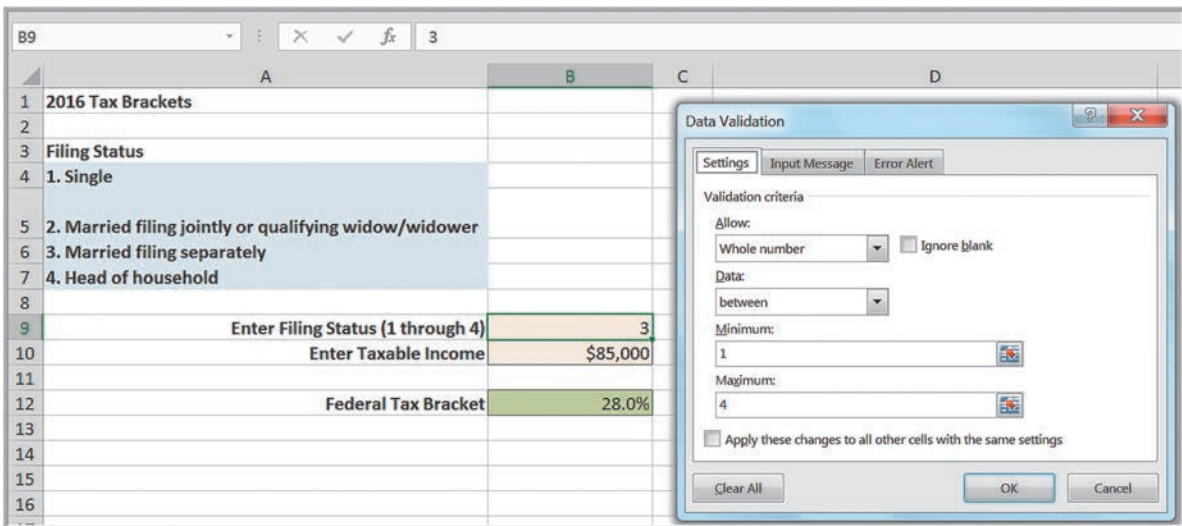 B9 fx 3
A B C D
1 2016 Tax Brackets
2
3 Filing Status
4 1. Single
5 2. Married filing jointly or qualifying widow/widower
6 3. Married filing separately
7 4. Head of household
8
9 Enter Filing Status (1 through 4) 3
10 Enter Taxable Income $85,000
11
12 Federal Tax Bracket 28.0%
13
14
15
16
Data Validation
Settings Input Message Error Alert
Validation criteria
Allow:
Whole number Ignore blank
Data:
between
Minimum:
1
Maximum:
4
Apply these changes to all other cells with the same settings
Clear All OK Cancel